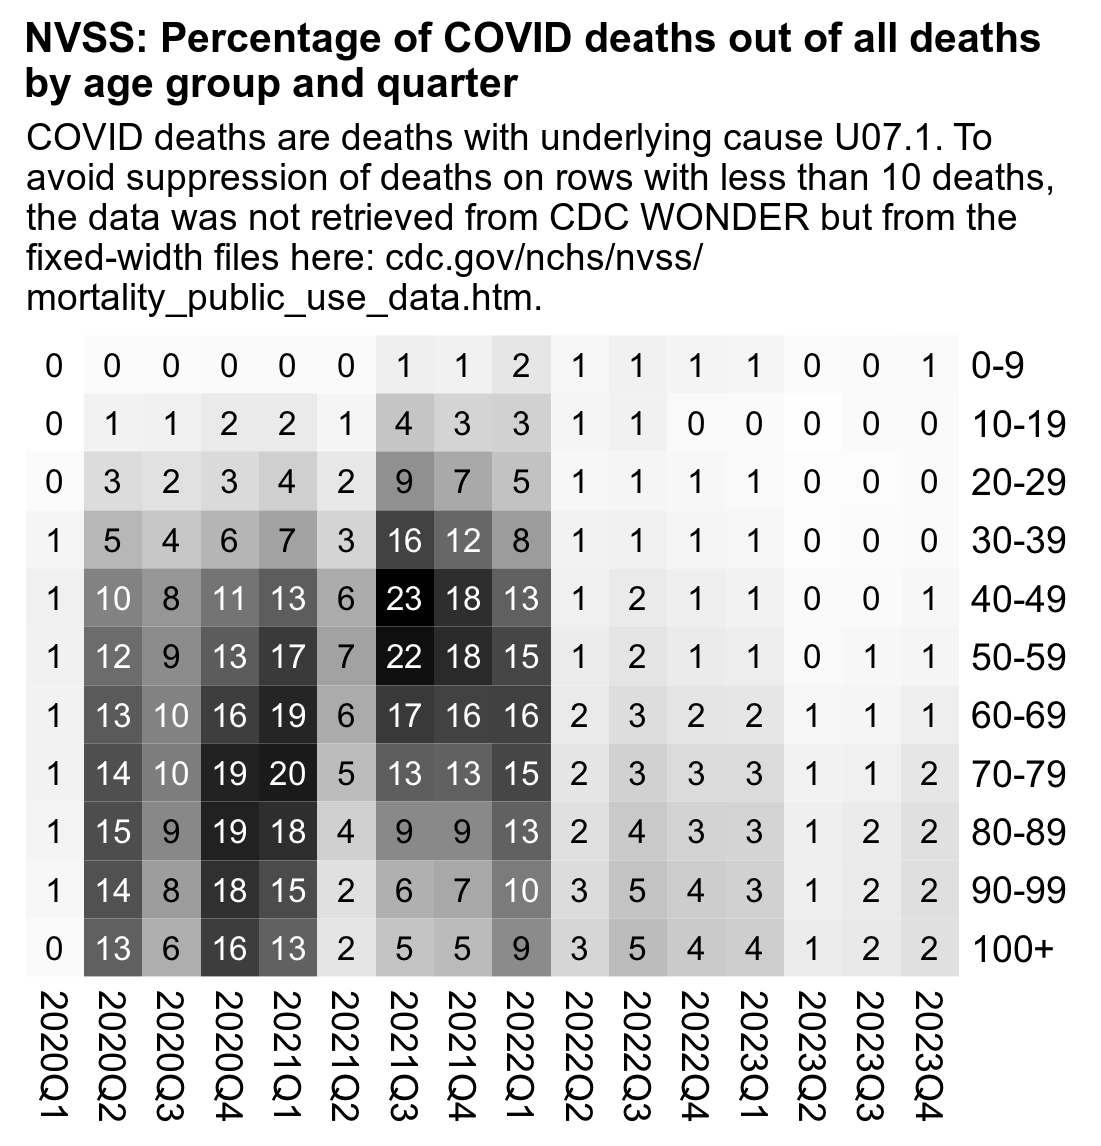 NVSS: Percentage of COVID deaths out of all deaths
by age group and quarter
COVID deaths are deaths with underlying cause U07.1. To
avoid suppression of deaths on rows with less than 10 deaths,
the data was not retrieved from CDC WONDER but from the
fixed-width files here: cdc.gov/nchs/nvss/
mortality_public_use_data.htm.
0 0 0 0 0 0 1 1 2 1 1 1 1 0 0 1 0-9
0 1 1 2 2 1 4 3 3 1 1 0 0 0 0 0 10-19
0 3 2 3 4 2 9 7 5 1 1 1 1 0 0 0 20-29
1 5 4 6 7 3 16 12 8 1 1 1 1 0 0 0 30-39
1 10 8 11 13 6 23 18 13 1 2 1 1 0 0 1 40-49
1 12 9 13 17 7 22 18 15 1 2 1 1 0 1 1 50-59
1 13 10 16 19 6 17 16 16 2 3 2 2 1 1 1 60-69
1 14 10 19 20 5 13 13 15 2 3 3 3 1 1 2 70-79
1 15 9 19 18 4 9 9 13 2 4 3 3 1 2 2 80-89
1 14 8 18 15 2 6 7 10 3 5 4 3 1 2 2 90-99
0 13 6 16 13 2 5 5 9 3 5 4 4 1 2 2 100+
2020Q1 2020Q2 2020Q3 2020Q4 2021Q1 2021Q2 2021Q3 2021Q4 2022Q1 2022Q2 2022Q3 2022Q4 2023Q1 2023Q2 2023Q3 2023Q4